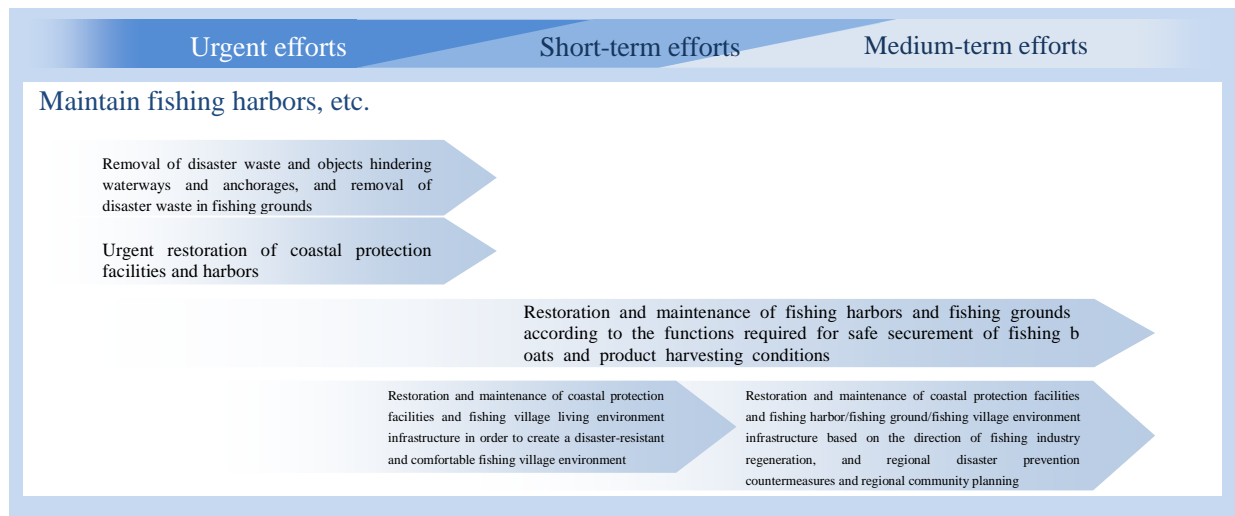 Urgent efforts
Short-term efforts
Medium-term efforts
Maintain fishing harbors, etc.
Removal of disaster waste and objects hindering
waterways and anchorages, and removal of
disaster waste in fishing grounds
Urgent restoration of coastal protection
facilities and harbors
Restoration and maintenance of fishing harbors and fishing grounds
according to the functions required for safe securement of fishing b
oats and product harvesting conditions
Restoration and maintenance of coastal protection
facilities and fishing village living environment
infrastructure in order to create a disaster-resistant
and comfortable fishing village environment
Restoration and maintenance of coastal protection facilities
and fishing harbor/fishing ground/fishing village environment
infrastructure based on the direction of fishing industry
regeneration, and regional disaster prevention
countermeasures and regional community planning